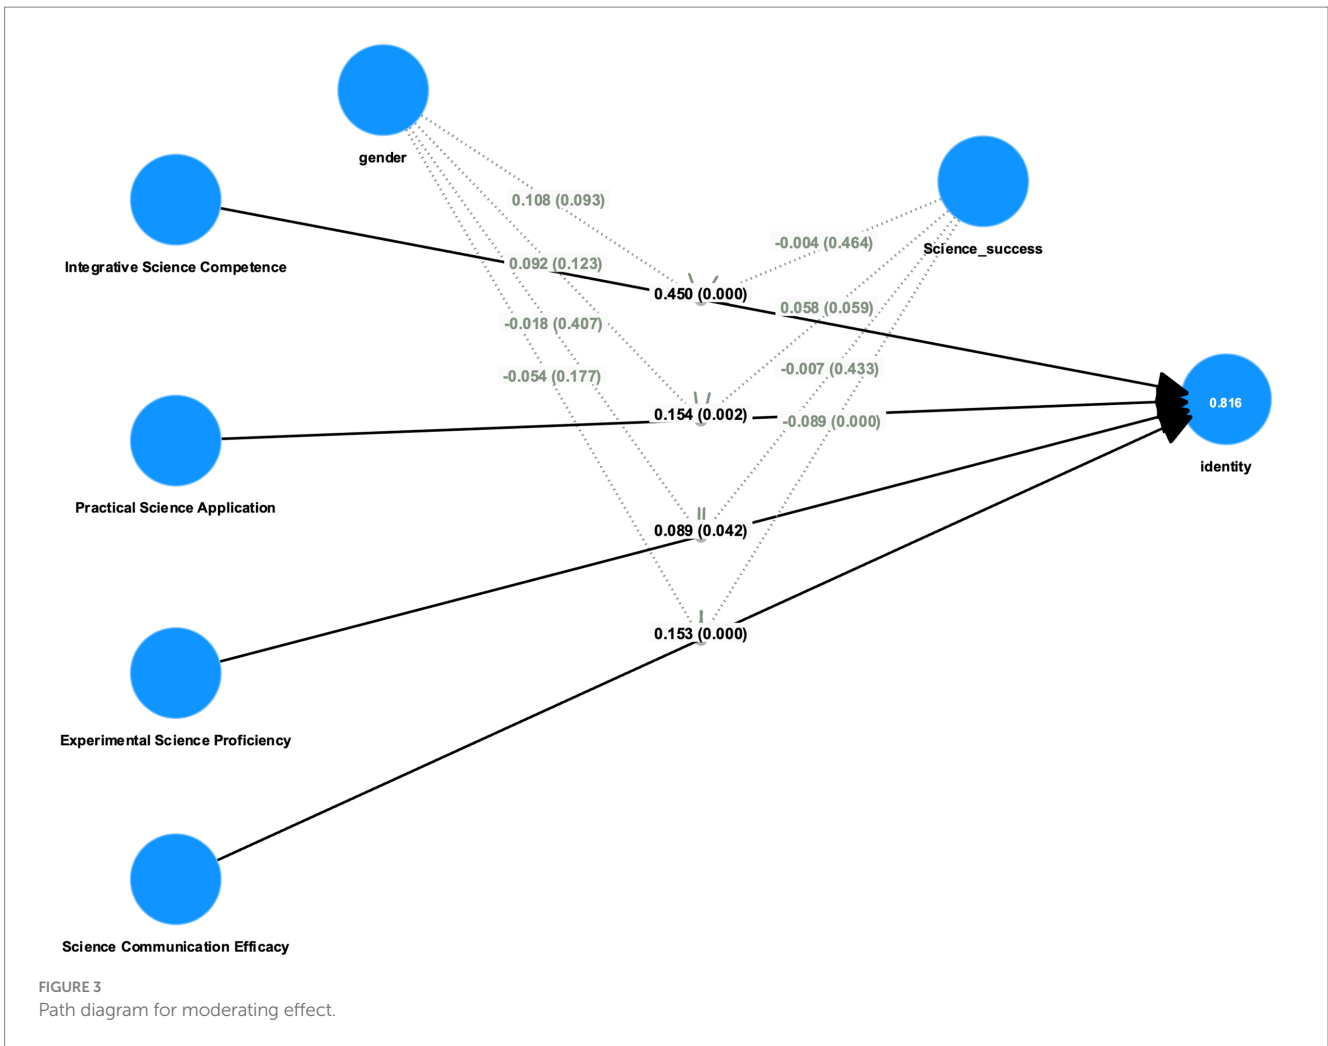 gender
Integrative Science Competence
Science_success
0.108 (0.093)
-0.004 (0.464)
0.092 (0.123)
0.450 (0.000)
0.058 (0.059)
-0.018 (0.407)
-0.007 (0.433)
-0.054 (0.177)
0.154 (0.002)
-0.089 (0.000)
0.816
identity
Practical Science Application
0.089 (0.042)
0.153 (0.000)
Experimental Science Proficiency
Science Communication Efficacy
FIGURE 3
Path diagram for moderating effect.